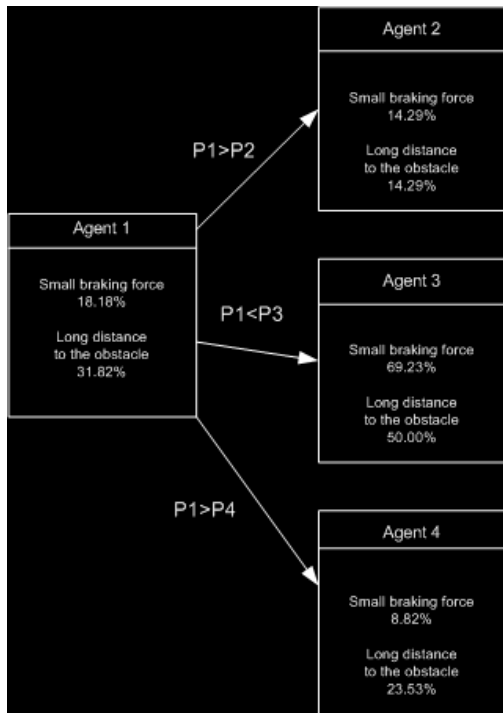 Agent 2
Small braking force
14.29%
Long distance
to the obstacle
14.29%
P1>P2
Agent 1
Small braking force
18.18%
Long distance
to the obstacle
31.82%
P1<P3
Agent 3
Small braking force
69.23%
Long distance
to the obstacle
50.00%
P1>P4
Agent 4
Small braking force
8.82%
Long distance
to the obstacle
23.53%